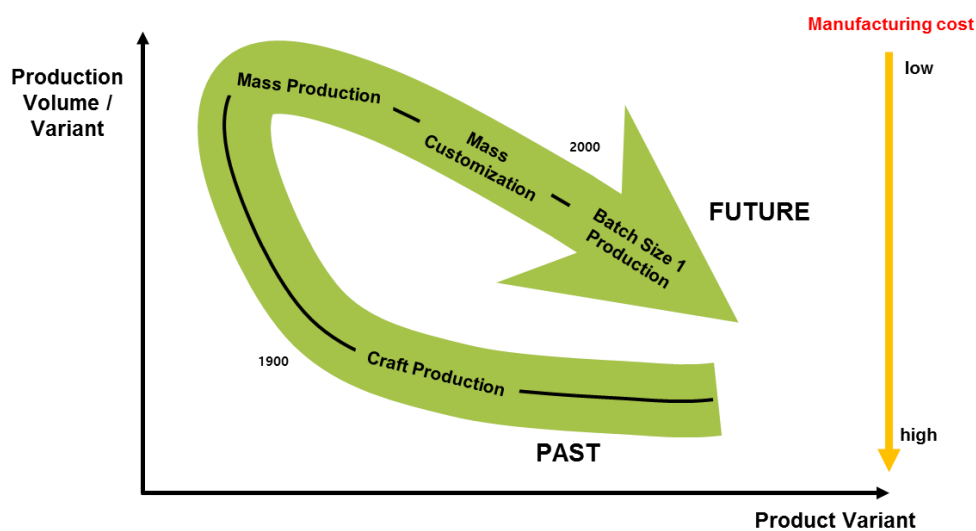 Manufacturing cost
Production
Volume /
Variant
low
Mass Production
Mass
Customization
2000
Batch Size 1
Production
FUTURE
1900
Craft Production
PAST
high
Product Variant